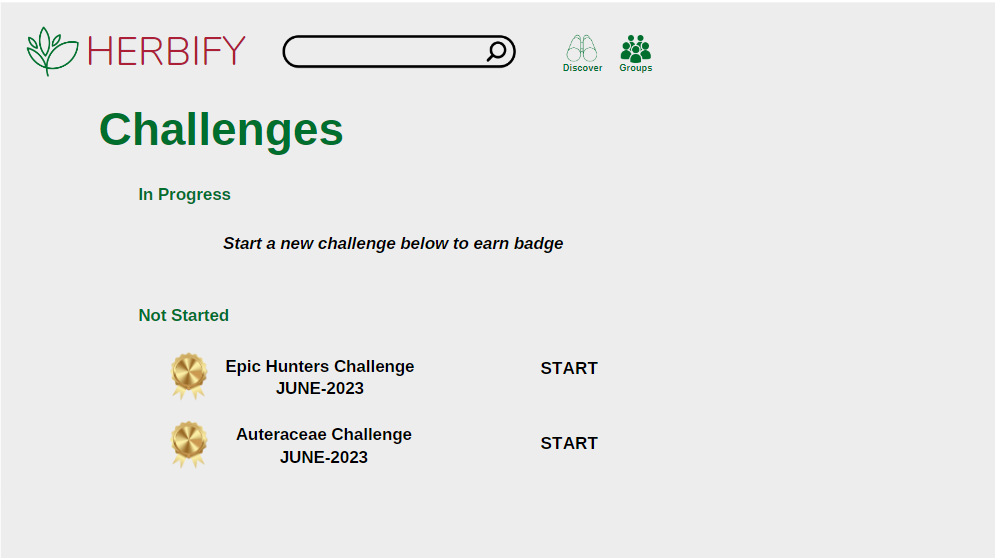 HERBIFY
Discover
Groups
Challenges
In Progress
Start a new challenge below to earn badge
Not Started
Epic Hunters Challenge
JUNE-2023
START
Auteraceae Challenge
JUNE-2023
START